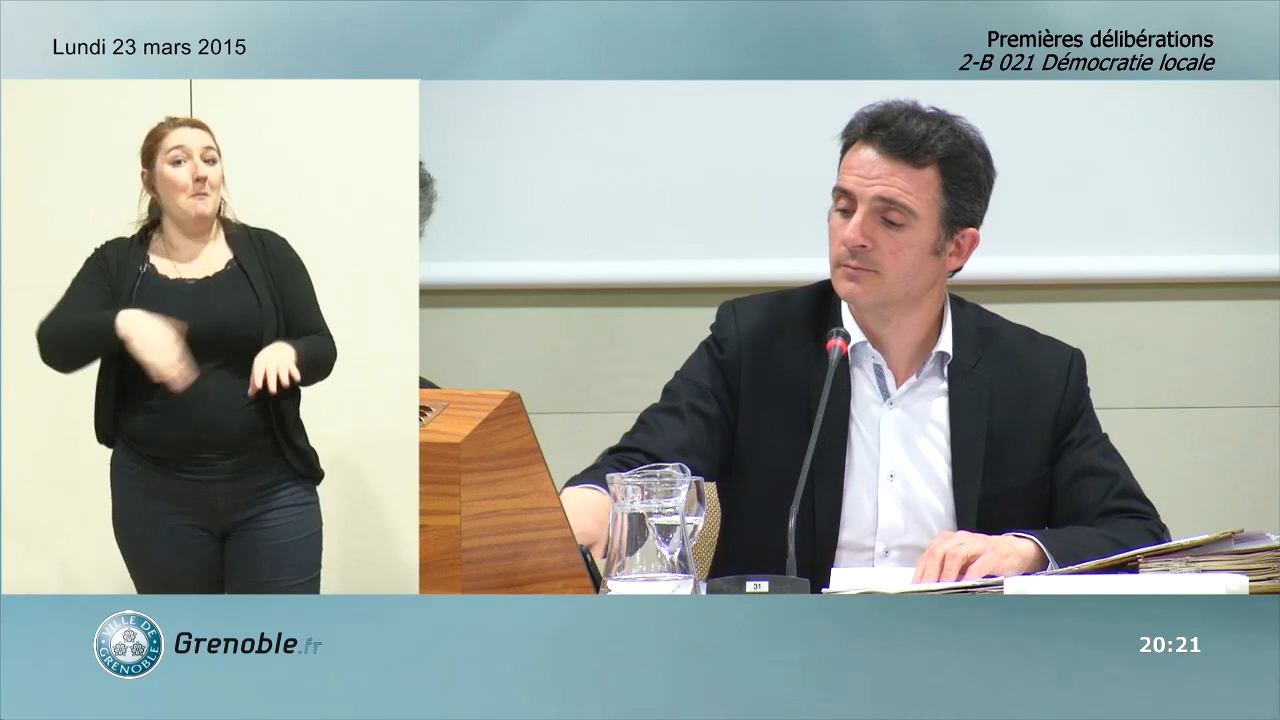 Lundi 23 mars 2015
Premières délibérations
2-B 021 Démocratie locale
31
VILLE DE
GRENOBLE
Grenoble.fr
20:21